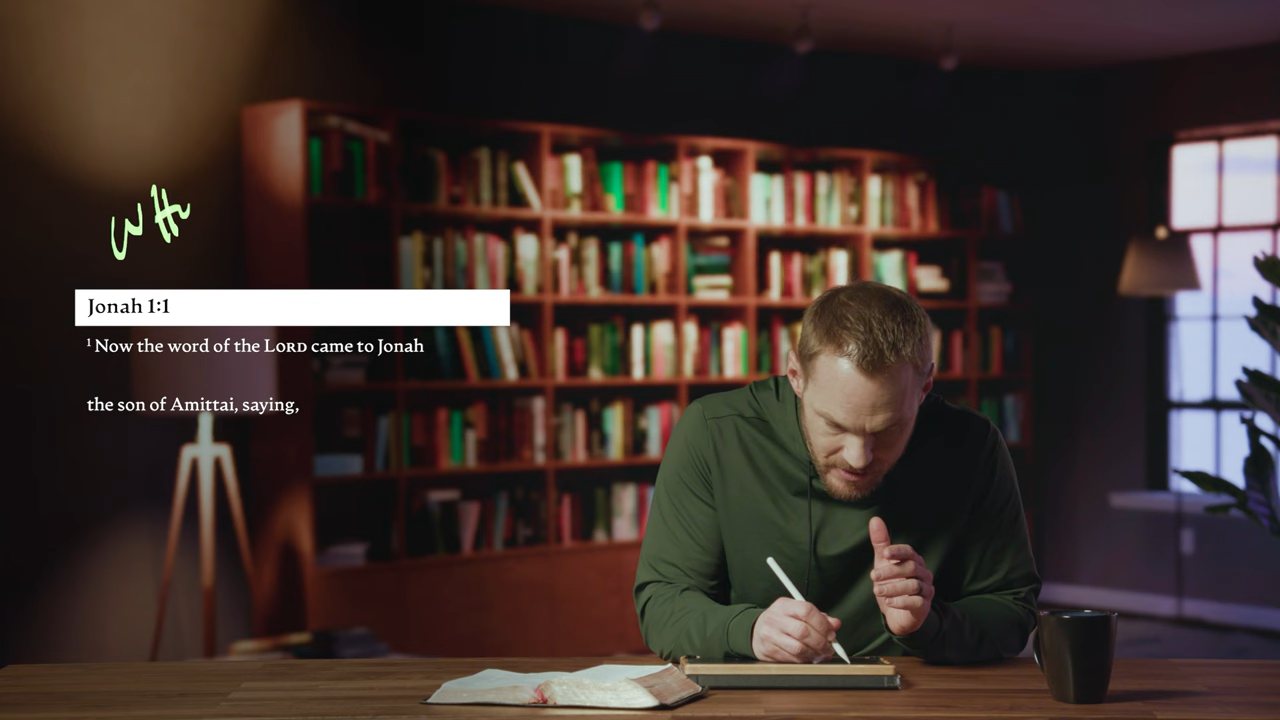 Jonah 1:1
¹ Now the word of the LORD came to Jonah
the son of Amittai, saying,